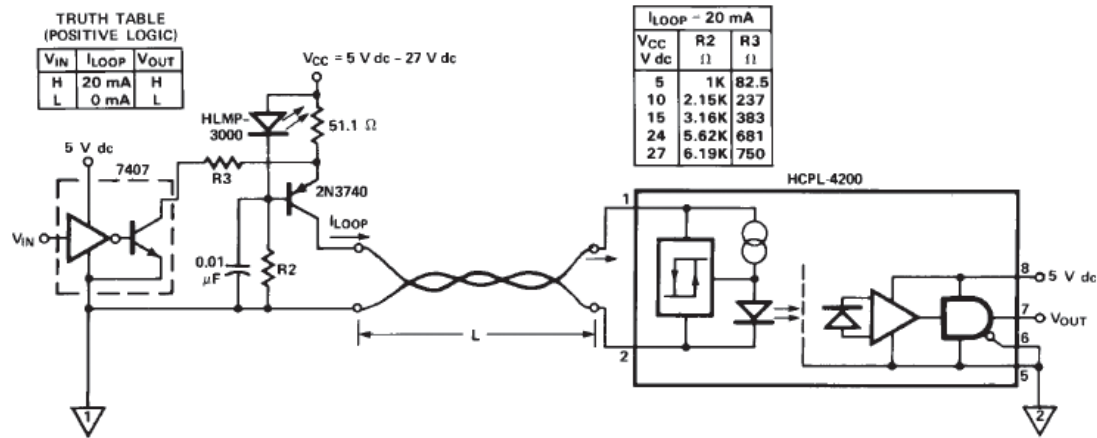 TRUTH TABLE
(POSITIVE LOGIC)
VIN ILOOP VOUT
H 20 mA H
L 0 mA L
VCC = 5 V dc – 27 V dc
HLMP-
3000
51.1 Ω
5 V dc
7407
R3
2N3740
VIN
ILOOP
0.01
μF
R2
L
ILOOP – 20 mA
VCC R2 R3
V dc Ω Ω
5 1K 82.5
10 2.15K 237
15 3.16K 383
24 5.62K 681
27 6.19K 750
HCPL-4200
1
2
8
5 V dc
7
VOUT
6
5
1
2